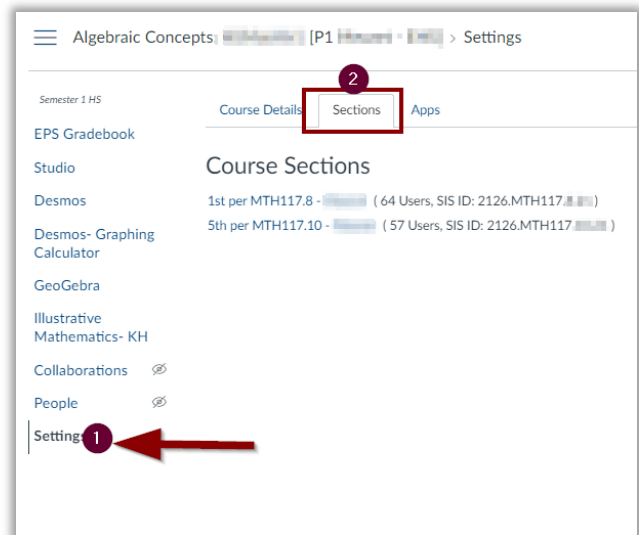 Algebraic Concepts [P1 > Settings
2
Semester 1 HS
Course Details Sections Apps
EPS Gradebook
Studio
Desmos
Desmos- Graphing
Calculator
GeoGebra
Illustrative
Mathematics- KH
Collaborations
People
Settings 1
Course Sections
1st per MTH117.8 - ( 64 Users, SIS ID: 2126.MTH117. )
5th per MTH117.10 - ( 57 Users, SIS ID: 2126.MTH117 )